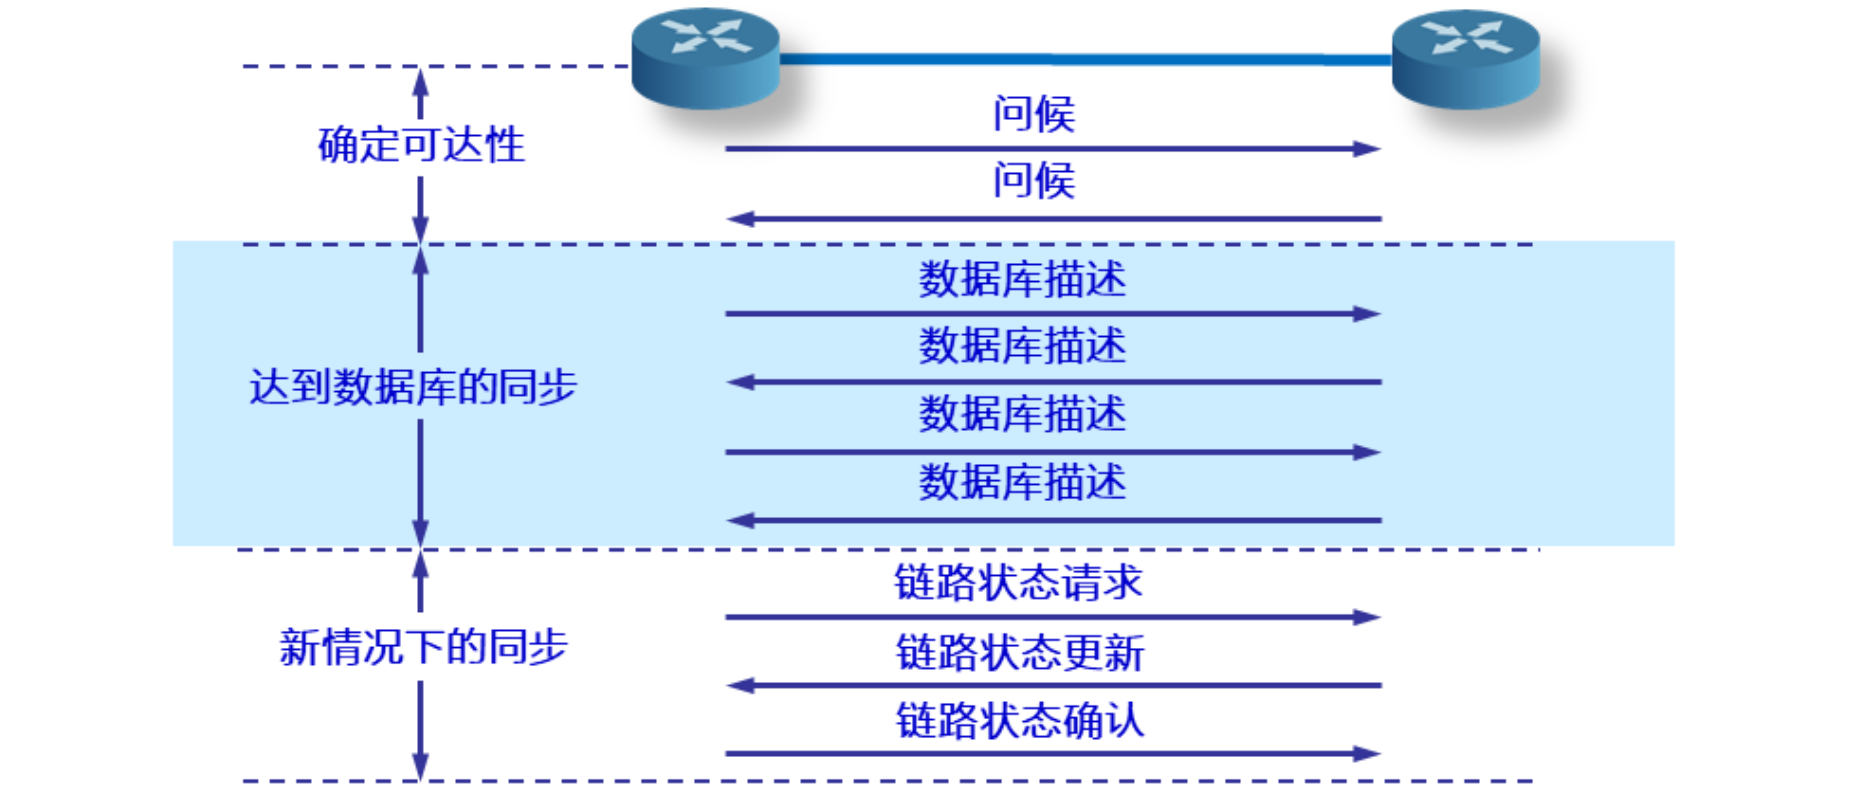 问候
确定可达性
问候
数据库描述
数据库描述
达到数据库的同步
数据库描述
数据库描述
链路状态请求
新情况下的同步
链路状态更新
链路状态确认